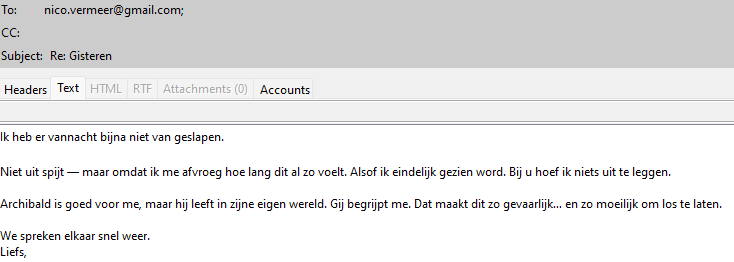 To: nico.vermeer@gmail.com;
CC:
Subject: Re: Gisteren
Headers Text HTML RTF Attachments (0) Accounts
Ik heb er vannacht bijna niet van geslapen.
Niet uit spijt — maar omdat ik me afvroeg hoe lang dit al zo voelt. Alsof ik eindelijk gezien word. Bij u hoef ik niets uit te leggen.
Archibald is goed voor me, maar hij leeft in zijne eigen wereld. Gij begrijpt me. Dat maakt dit zo gevaarlijk... en zo moeilijk om los te laten.
We spreken elkaar snel weer.
Liefs,